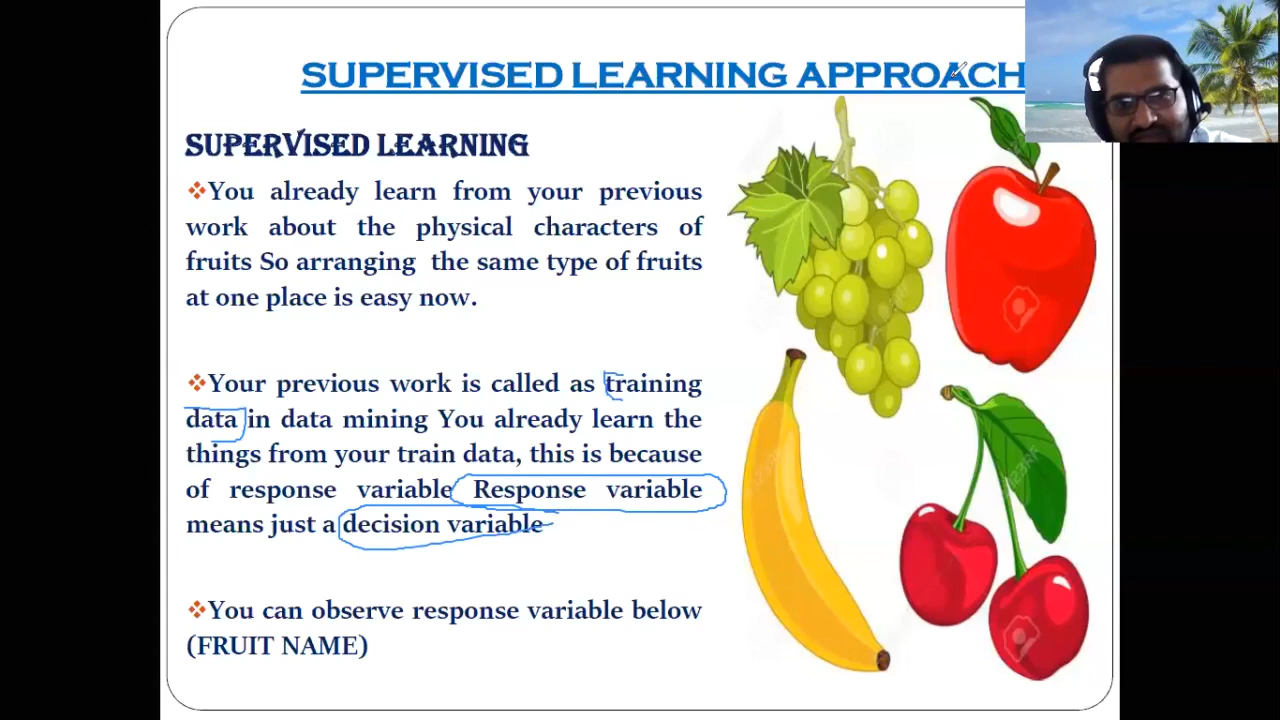 SUPERVISED LEARNING APPROACH
SUPERVISED LEARNING
❖You already learn from your previous
work about the physical characters of
fruits So arranging the same type of fruits
at one place is easy now.
❖Your previous work is called as training
data in data mining You already learn the
things from your train data, this is because
of response variable Response variable
means just a decision variable
❖You can observe response variable below
(FRUIT NAME)